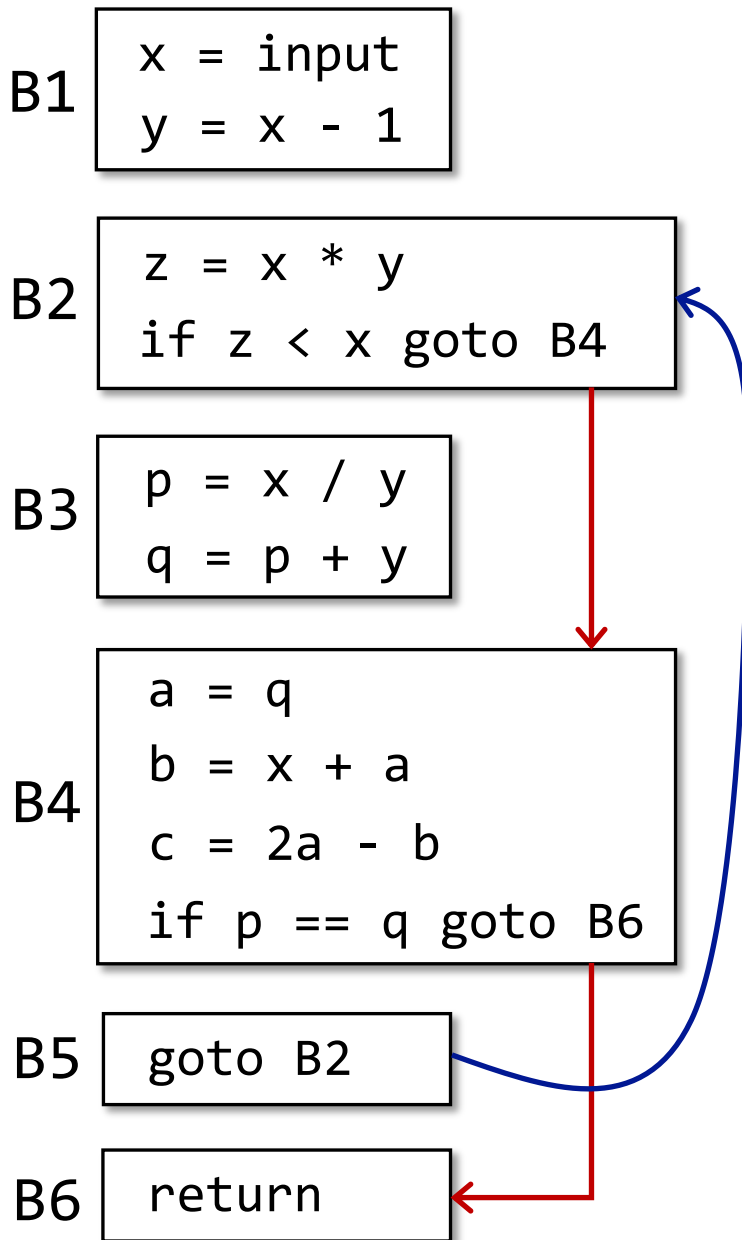 B1
x = input
y = x - 1
B2
z = x * y
if z < x goto B4
B3
p = x / y
q = p + y
B4
a = q
b = x + a
c = 2a - b
if p == q goto B6
B5
goto B2
B6
return